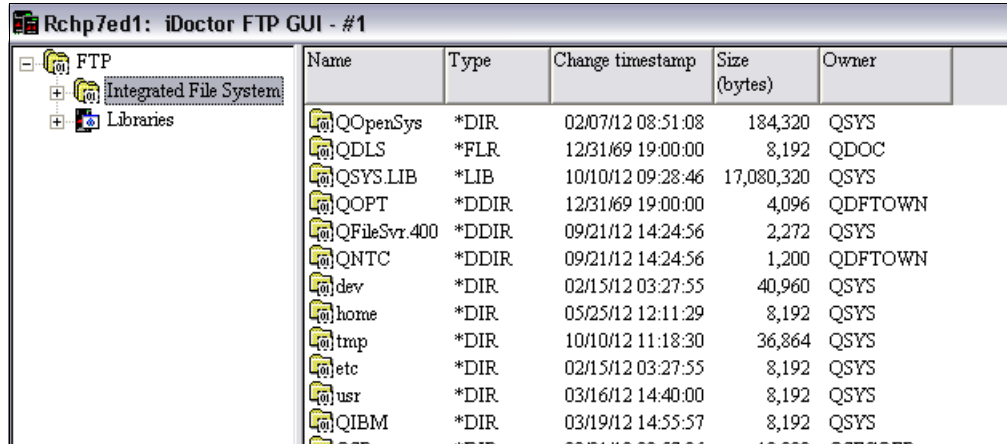 Rchp7ed1: iDoctor FTP GUI - #1
FTP
Integrated File System
Libraries
Name Type Change timestamp Size (bytes) Owner
QOpenSys *DIR 02/07/12 08:51:08 184,320 QSYS
QDLS *FLR 12/31/69 19:00:00 8,192 QDOC
QSYS.LIB *LIB 10/10/12 09:28:46 17,080,320 QSYS
QOPT *DDIR 12/31/69 19:00:00 4,096 QDFTOWN
QFileSvr.400 *DDIR 09/21/12 14:24:56 2,272 QSYS
QNTC *DDIR 09/21/12 14:24:56 1,200 QDFTOWN
dev *DIR 02/15/12 03:27:55 40,960 QSYS
home *DIR 05/25/12 12:11:29 8,192 QSYS
tmp *DIR 10/10/12 11:18:30 36,864 QSYS
etc *DIR 02/15/12 03:27:55 8,192 QSYS
usr *DIR 03/16/12 14:40:00 8,192 QSYS
QIBM *DIR 03/19/12 14:55:57 8,192 QSYS